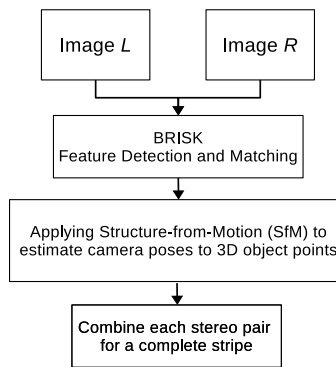 Image L
Image R
BRISK
Feature Detection and Matching
Applying Structure-from-Motion (SfM) to
estimate camera poses to 3D object points
Combine each stereo pair
for a complete stripe